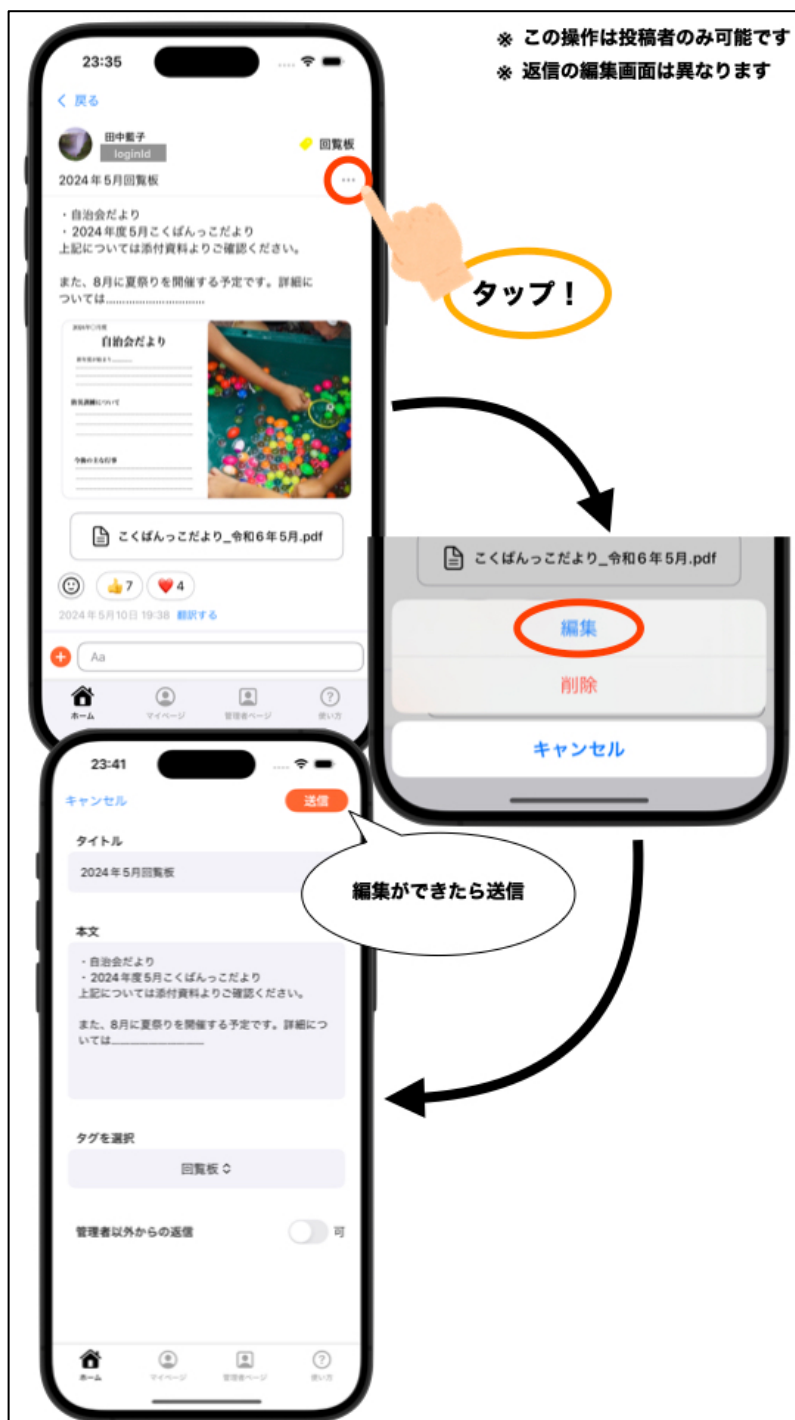 ※ この操作は投稿者のみ可能です
※ 返信の編集画面は異なります
23:35
戻る
田中藍子
loginId
回覧板
2024年5月回覧板
・自治会だより
・2024年度5月こくばんっこだより
上記については添付資料よりご確認ください。
また、8月に夏祭りを開催する予定です。詳細に
ついては..............................
自治会だより
防災訓練について
今後の主な行事
こくばんっこだより_令和6年5月.pdf
👍7
❤️4
2024年5月10日 19:38 翻訳する
Aa
ホーム
マイページ
管理者ページ
使い方
タップ！
こくばんっこだより_令和6年5月.pdf
編集
削除
キャンセル
23:41
キャンセル
送信
編集ができたら送信
タイトル
2024年5月回覧板
本文
・自治会だより
・2024年度5月こくばんっこだより
上記については添付資料よりご確認ください。
また、8月に夏祭りを開催する予定です。詳細につ
いては..............................
タグを選択
回覧板
管理者以外からの返信
可
ホーム
マイページ
管理者ページ
使い方